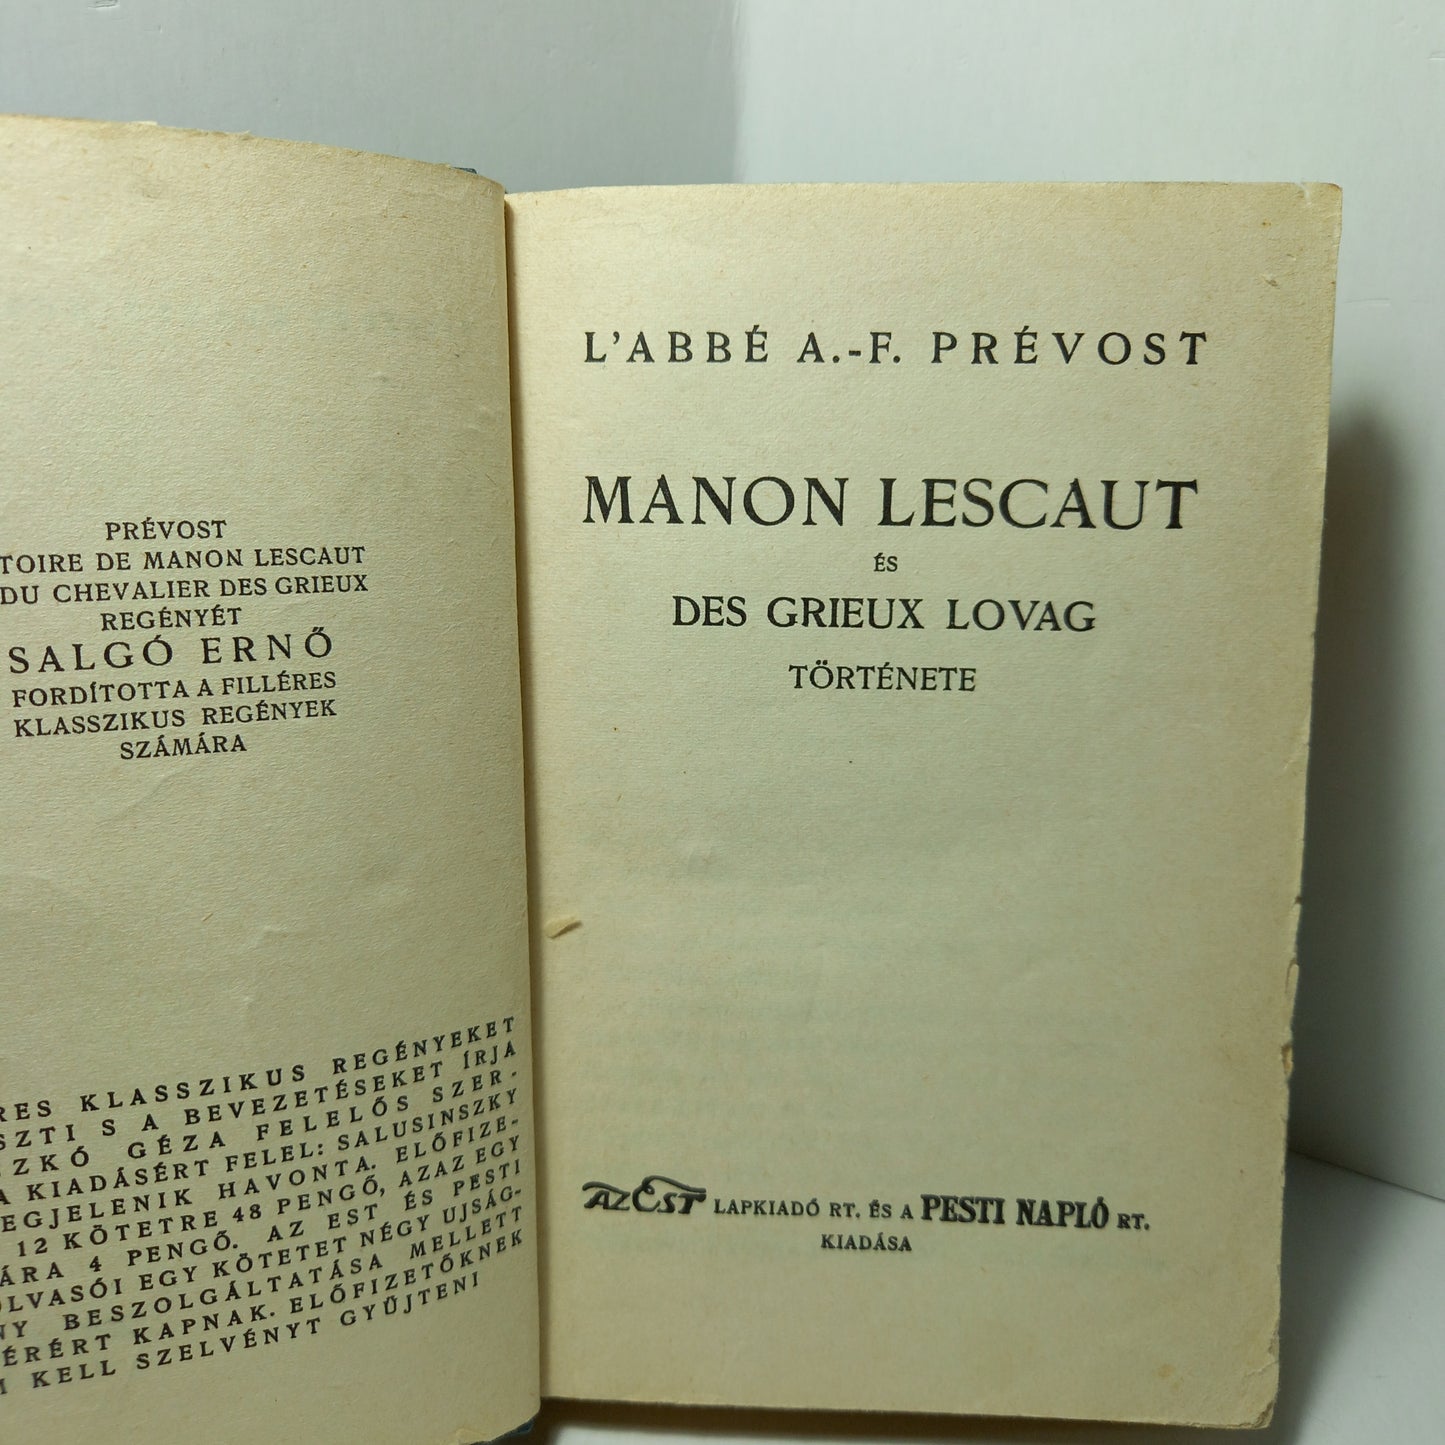 PRÉVOST
TOIRE DE MANON LESCAUT
DU CHEVALIER DES GRIEUX
REGÉNYÉT
SALGÓ ERNŐ
FORDÍTOTTA A FILLÉRES
KLASSZIKUS REGÉNYEK
SZÁMÁRA
RES KLASSZIKUS REGÉNYEKET
SZTI S A BEVEZETÉSEKET ÍRJA
ZKÓ GÉZA FELELŐS SZER-
A KIADÁSÉRT FELEL: SALUSINSZKY
EGJELENIK HAVONTA. ELŐFIZE-
12 KÖTETRE 48 PENGŐ, AZAZ EGY
ÁRA 4 PENGŐ. AZ EST ÉS PESTI
OLVASÓI EGY KÖTETET NÉGY UJSÁG-
NY BESZOLGÁLTATÁSA MELLETT
ÉRÉRT KAPNAK. ELŐFIZETŐKNEK
M KELL SZELVÉNYT GYŰJTENI
L'ABBÉ A.-F. PRÉVOST
MANON LESCAUT
ÉS
DES GRIEUX LOVAG
TÖRTÉNETE
AZ EST LAPKIADÓ RT. ÉS A PESTI NAPLÓ RT.
KIADÁSA